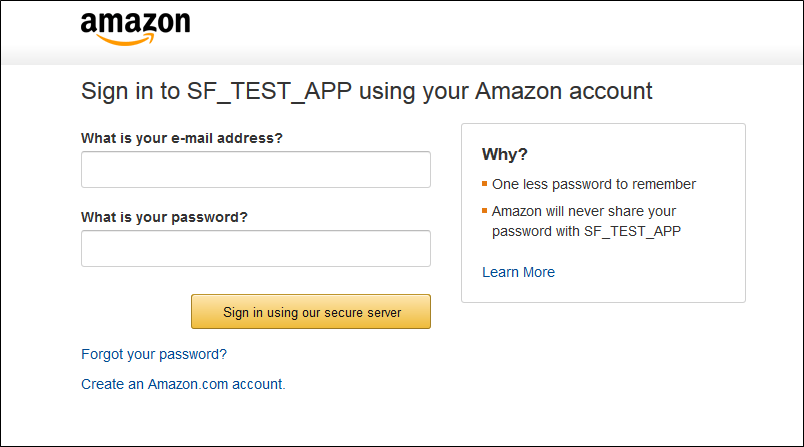 amazon
Sign in to SF_TEST_APP using your Amazon account
What is your e-mail address?
What is your password?
Sign in using our secure server
Forgot your password?
Create an Amazon.com account.
Why?
One less password to remember
Amazon will never share your
password with SF_TEST_APP
Learn More